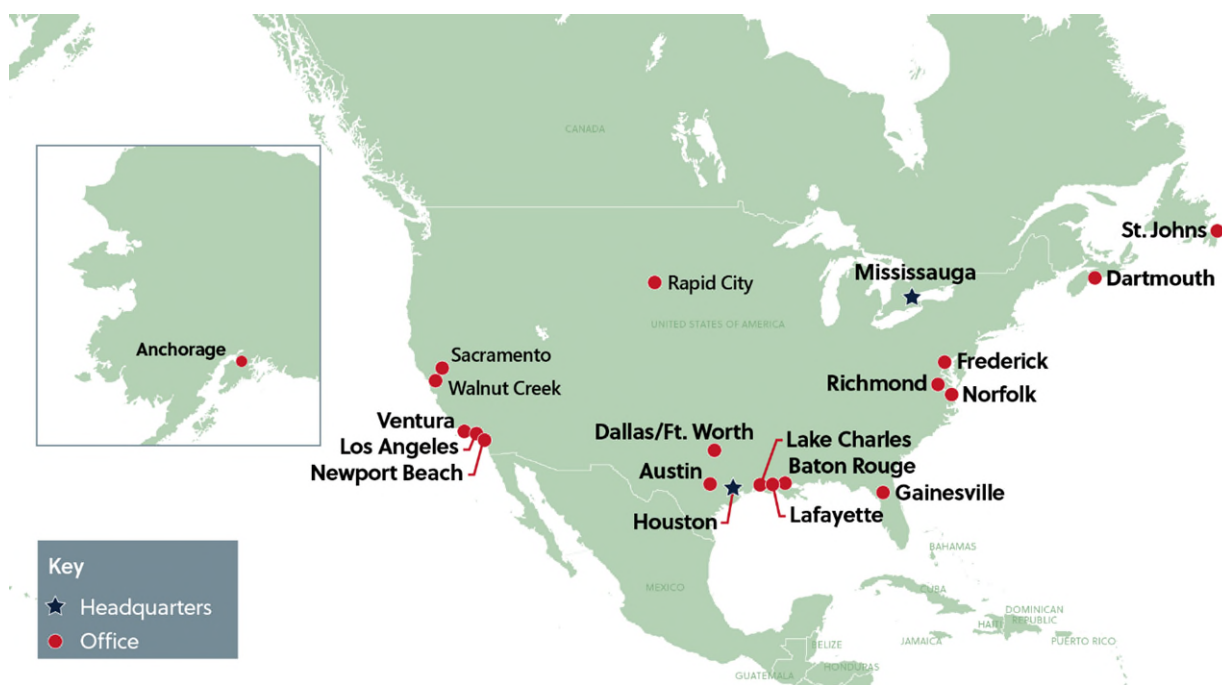 CANADA
St. Johns
Mississauga
Dartmouth
Rapid City
UNITED STATES OF AMERICA
Anchorage
Sacramento
Walnut Creek
Frederick
Richmond
Norfolk
Ventura
Los Angeles
Newport Beach
Dallas/Ft. Worth
Lake Charles
Baton Rouge
Austin
Gainesville
Houston
Lafayette
BAHAMAS
MEXICO
CUBA
DOMINICAN
REPUBLIC
HAITI
JAMAICA
PUERTO RICO
BELIZE
HONDURAS
GUATEMALA
Key
Headquarters
Office